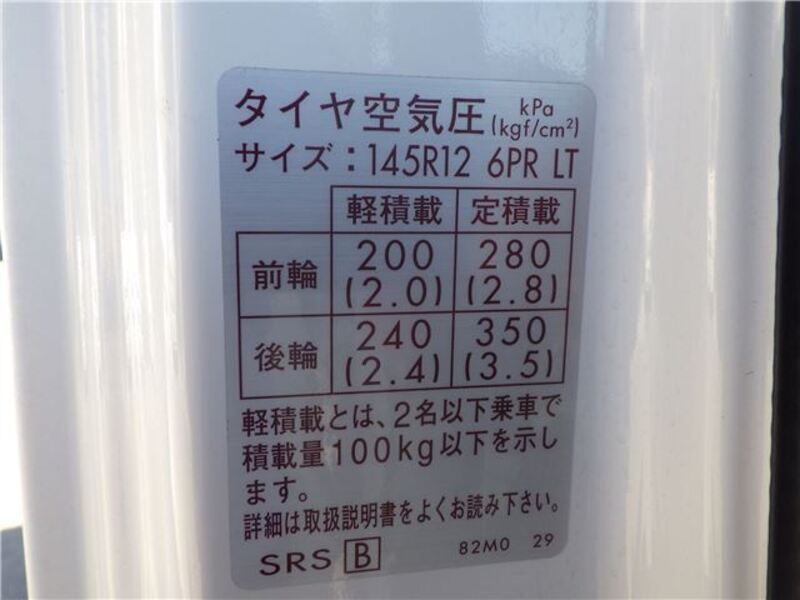 タイヤ空気圧 kPa (kgf/cm²)
サイズ：145R12 6PR LT
軽積載 定積載
前輪 200 (2.0) 280 (2.8)
後輪 240 (2.4) 350 (3.5)
軽積載とは、2名以下乗車で
積載量100kg以下を示し
ます。
詳細は取扱説明書をよくお読み下さい。
SRS B 82M0 29